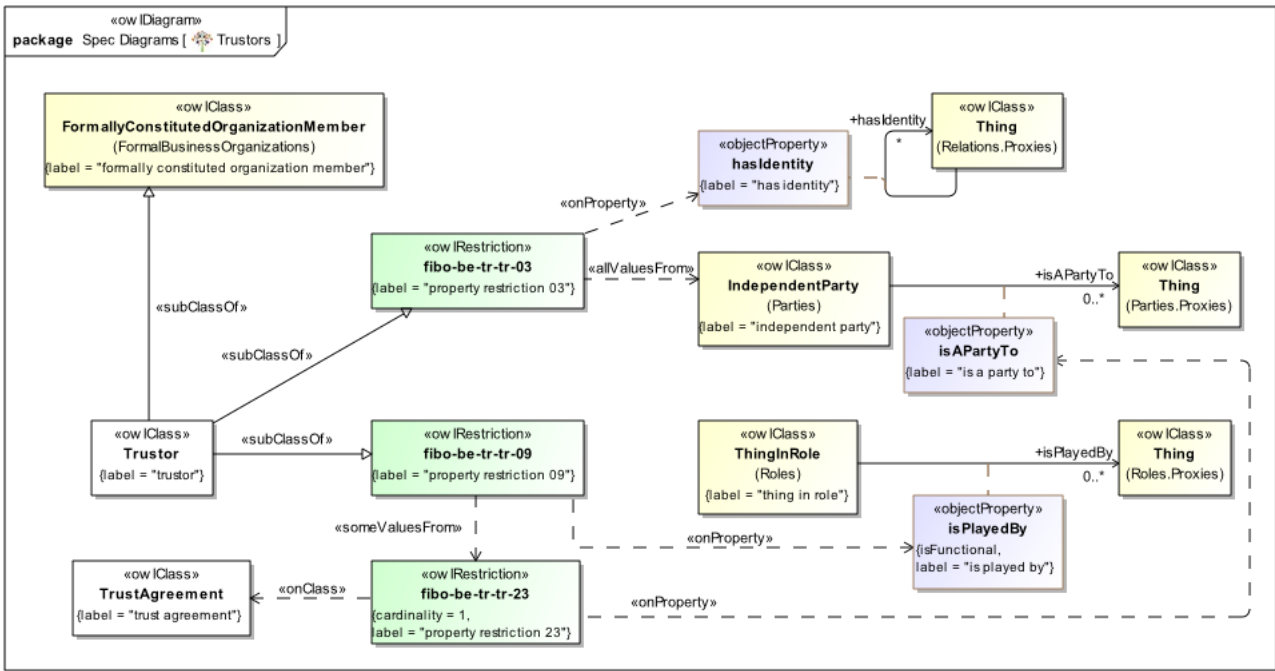 «owlDiagram»
package Spec Diagrams [ Trustors ]
«owlClass»
FormallyConstitutedOrganizationMember
(FormalBusinessOrganizations)
{label = "formally constituted organization member"}
«owlClass»
Thing
(Relations.Proxies)
+hasIdentity
*
«objectProperty»
hasIdentity
{label = "has identity"}
«onProperty»
«owlRestriction»
fibo-be-tr-tr-03
{label = "property restriction 03"}
«allValuesFrom»
«owlClass»
IndependentParty
(Parties)
{label = "independent party"}
+isAPartyTo
0..*
«owlClass»
Thing
(Parties.Proxies)
«objectProperty»
isAPartyTo
{label = "is a party to"}
«subClassOf»
«subClassOf»
«owlClass»
Trustor
{label = "trustor"}
«subClassOf»
«owlRestriction»
fibo-be-tr-tr-09
{label = "property restriction 09"}
«owlClass»
ThingInRole
(Roles)
{label = "thing in role"}
+isPlayedBy
0..*
«owlClass»
Thing
(Roles.Proxies)
«objectProperty»
isPlayedBy
{isFunctional,
label = "is played by"}
«someValuesFrom»
«onProperty»
«owlClass»
TrustAgreement
{label = "trust agreement"}
«onClass»
«owlRestriction»
fibo-be-tr-tr-23
{cardinality = 1,
label = "property restriction 23"}
«onProperty»